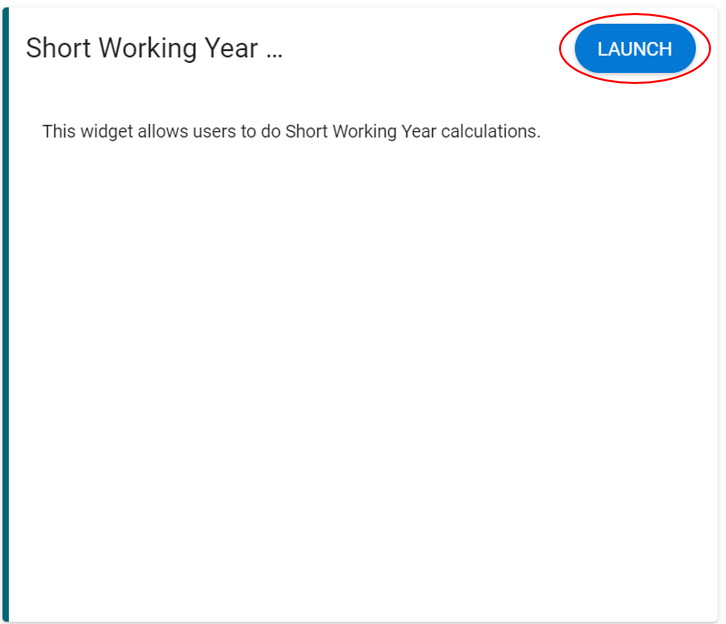 Short Working Year ...
LAUNCH
This widget allows users to do Short Working Year calculations.